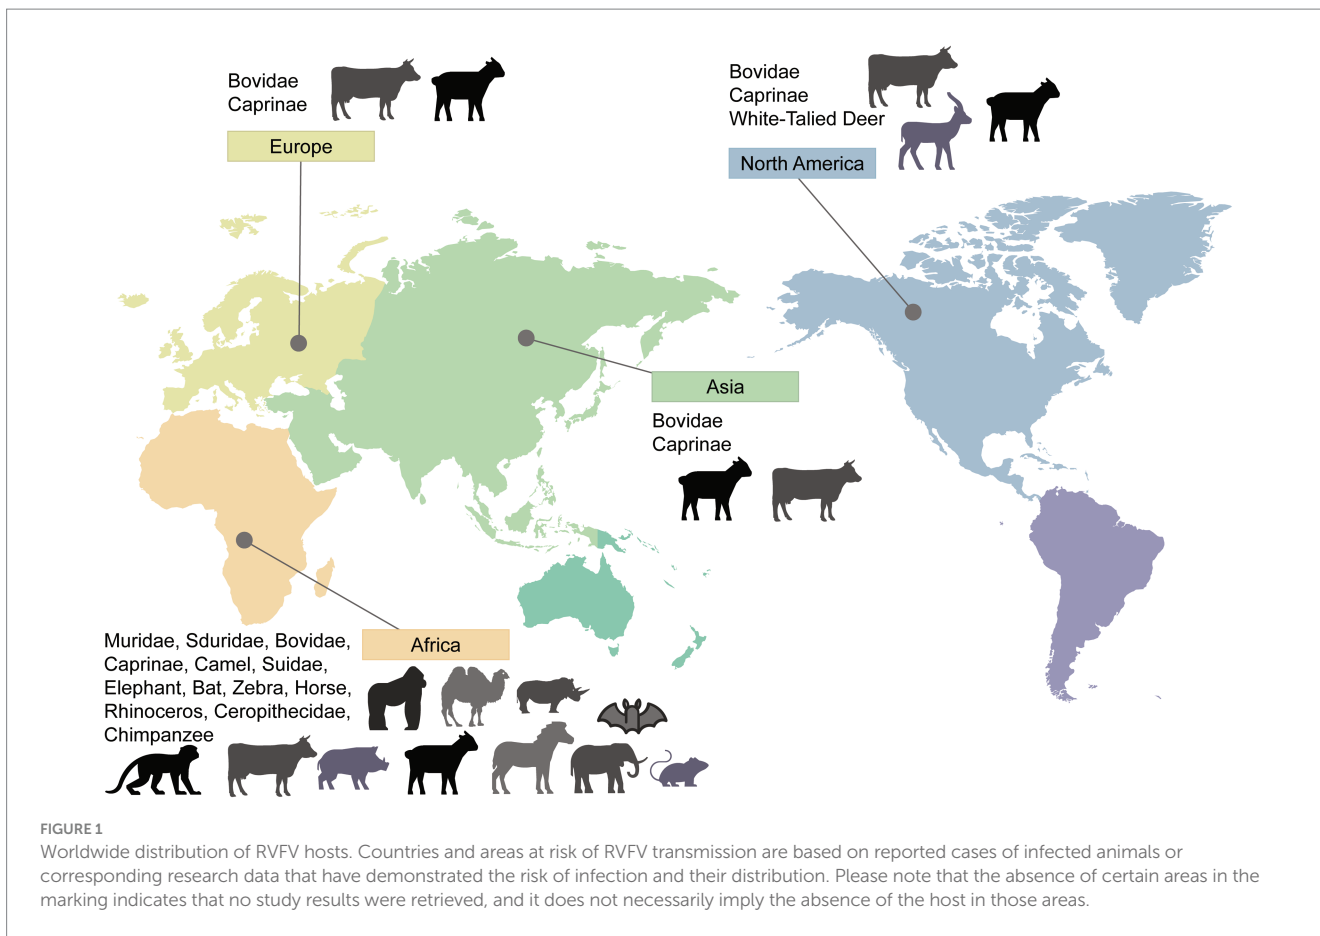 Bovidae
Caprinae
Europe
Bovidae
Caprinae
White-Talied Deer
North America
Asia
Bovidae
Caprinae
Africa
Muridae, Sduridae, Bovidae,
Caprinae, Camel, Suidae,
Elephant, Bat, Zebra, Horse,
Rhinoceros, Ceropithecidae,
Chimpanzee
FIGURE 1
Worldwide distribution of RVFV hosts. Countries and areas at risk of RVFV transmission are based on reported cases of infected animals or
corresponding research data that have demonstrated the risk of infection and their distribution. Please note that the absence of certain areas in the
marking indicates that no study results were retrieved, and it does not necessarily imply the absence of the host in those areas.